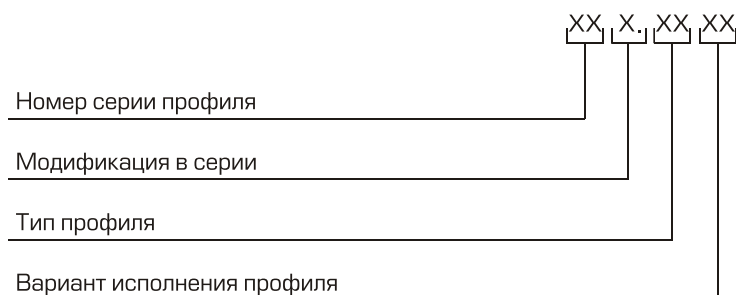 XX X. XX XX
Номер серии профиля
Модификация в серии
Тип профиля
Вариант исполнения профиля